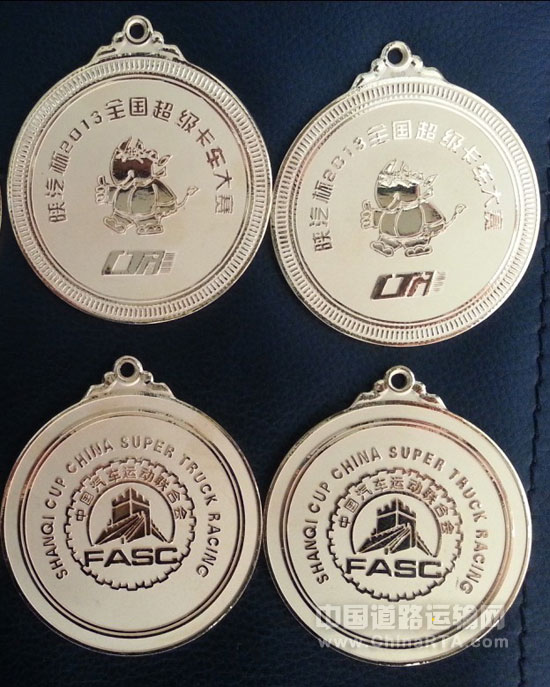 陕汽杯2013全国超级卡车大赛
CTR
陕汽杯2013全国超级卡车大赛
CTR
SHANQI CUP CHINA SUPER TRUCK RACING
中国汽车运动联合会
FASC
SHANQI CUP CHINA SUPER TRUCK RACING
中国汽车运动联合会
FASC
中国道路运输网
www.ChinaRTA.com